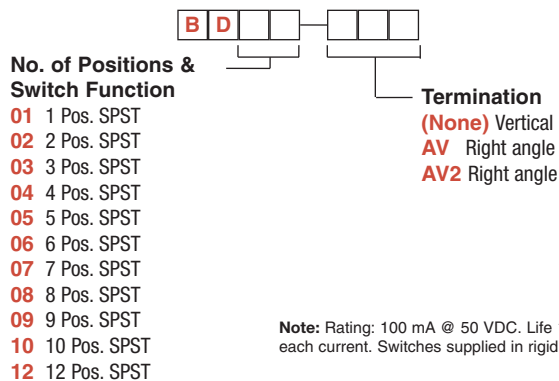 B D
No. of Positions &
Switch Function
01 1 Pos. SPST
02 2 Pos. SPST
03 3 Pos. SPST
04 4 Pos. SPST
05 5 Pos. SPST
06 6 Pos. SPST
07 7 Pos. SPST
08 8 Pos. SPST
09 9 Pos. SPST
10 10 Pos. SPST
12 12 Pos. SPST
Termination
(None) Vertical
AV Right angle
AV2 Right angle
Note: Rating: 100 mA @ 50 VDC. Life
each current. Switches supplied in rigid